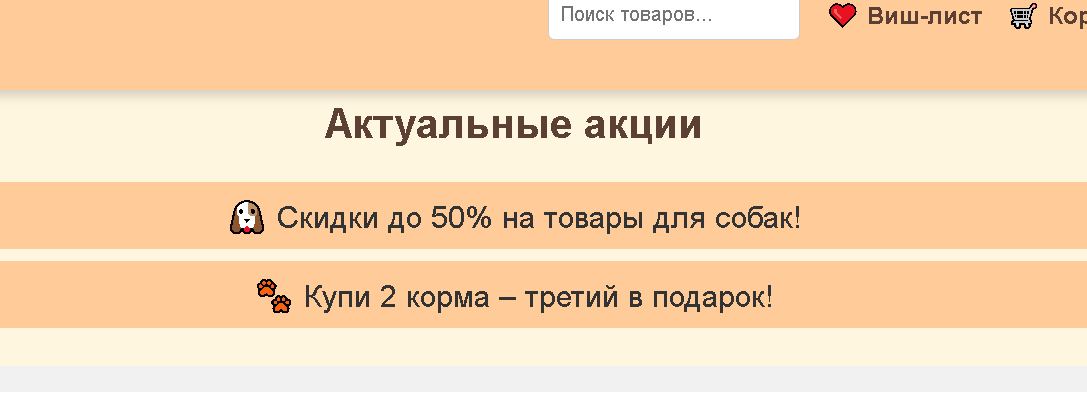 Поиск товаров...
Виш-лист
Актуальные акции
Скидки до 50% на товары для собак!
Купи 2 корма – третий в подарок!